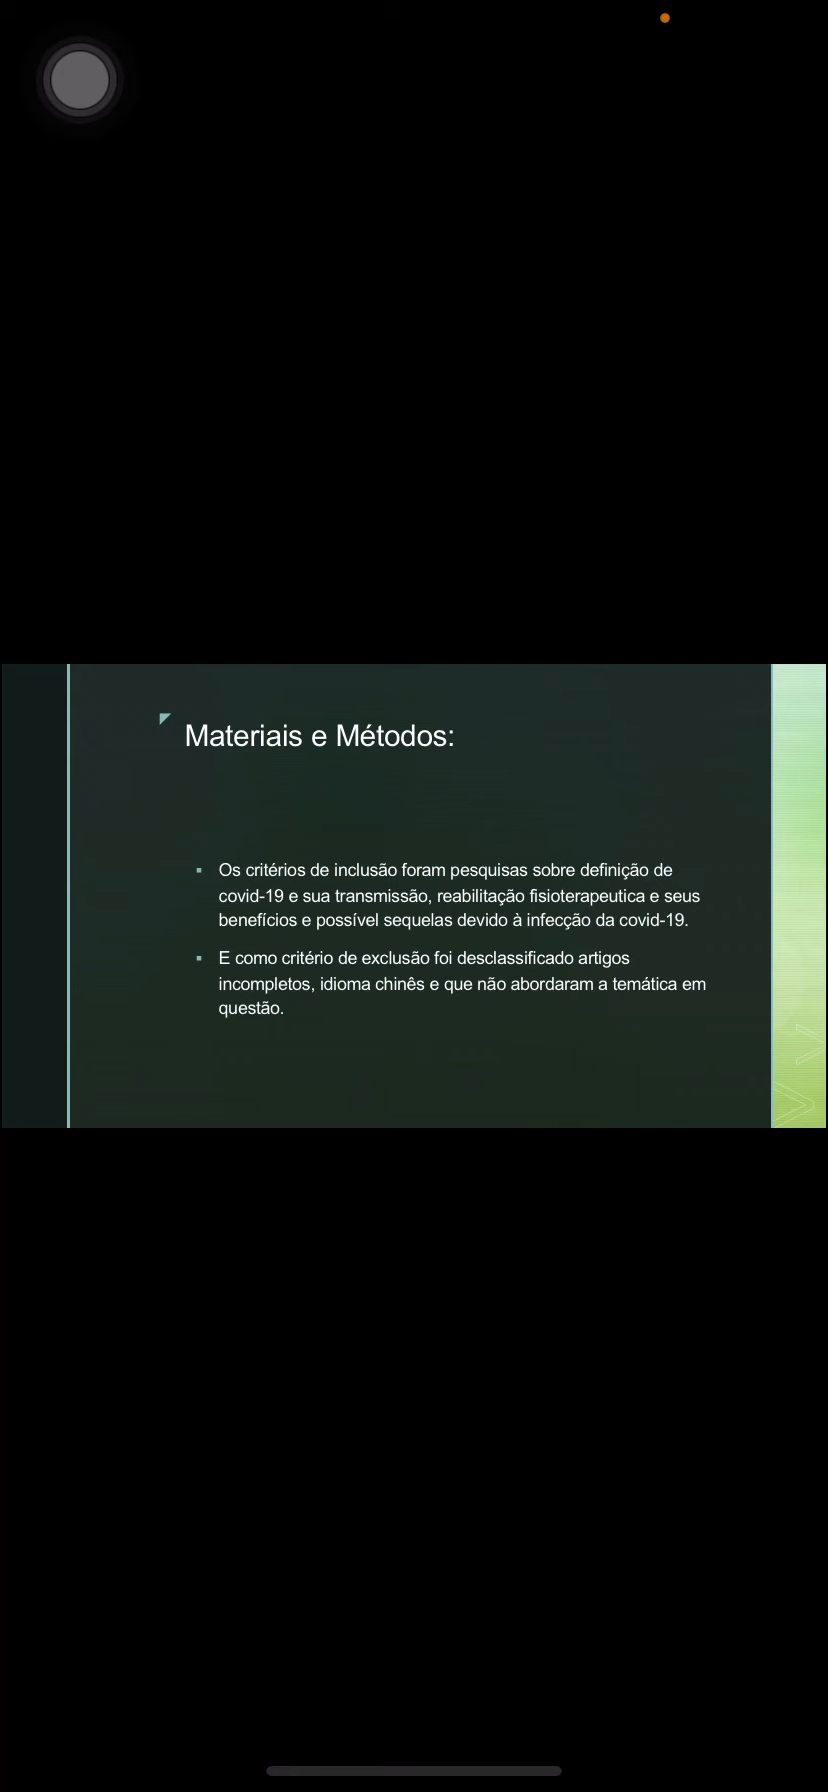 Materiais e Métodos:
Os critérios de inclusão foram pesquisas sobre definição de
covid-19 e sua transmissão, reabilitação fisioterapeutica e seus
benefícios e possível sequelas devido à infecção da covid-19.
E como critério de exclusão foi desclassificado artigos
incompletos, idioma chinês e que não abordaram a temática em
questão.